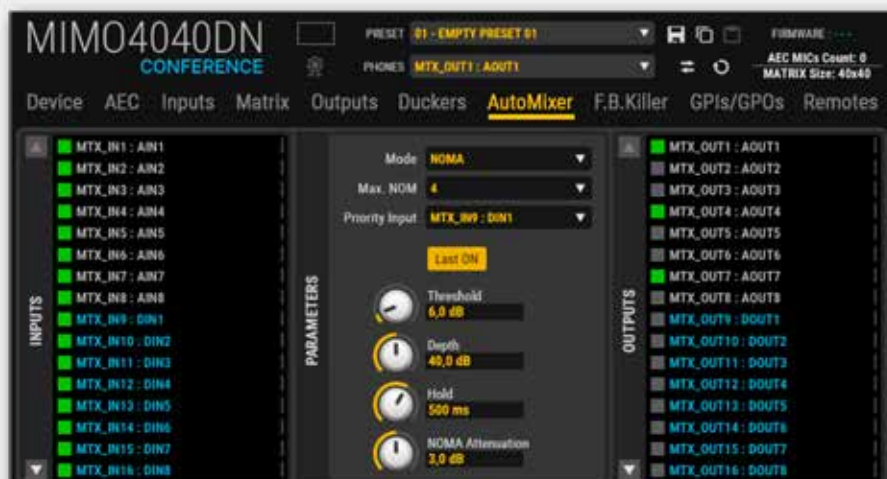 MIMO4040DN
CONFERENCE
PRESET 01 - EMPTY PRESET 01
PHONES MTX_OUT1 : AOUT1
FIRMWARE : ---
AEC MICs Count: 0
MATRIX Size: 40x40
Device AEC Inputs Matrix Outputs Duckers AutoMixer F.B.Killer GPIs/GPOs Remotes
INPUTS
MTX_IN1 : AIN1
MTX_IN2 : AIN2
MTX_IN3 : AIN3
MTX_IN4 : AIN4
MTX_IN5 : AIN5
MTX_IN6 : AIN6
MTX_IN7 : AIN7
MTX_IN8 : AIN8
MTX_IN9 : DIN1
MTX_IN10 : DIN2
MTX_IN11 : DIN3
MTX_IN12 : DIN4
MTX_IN13 : DIN5
MTX_IN14 : DIN6
MTX_IN15 : DIN7
MTX_IN16 : DIN8
PARAMETERS
Mode NOMA
Max. NOM 4
Priority Input MTX_IN9 : DIN1
Last ON
Threshold
6,0 dB
Depth
40,0 dB
Hold
500 ms
NOMA Attenuation
3,0 dB
OUTPUTS
MTX_OUT1 : AOUT1
MTX_OUT2 : AOUT2
MTX_OUT3 : AOUT3
MTX_OUT4 : AOUT4
MTX_OUT5 : AOUT5
MTX_OUT6 : AOUT6
MTX_OUT7 : AOUT7
MTX_OUT8 : AOUT8
MTX_OUT9 : DOUT1
MTX_OUT10 : DOUT2
MTX_OUT11 : DOUT3
MTX_OUT12 : DOUT4
MTX_OUT13 : DOUT5
MTX_OUT14 : DOUT6
MTX_OUT15 : DOUT7
MTX_OUT16 : DOUT8